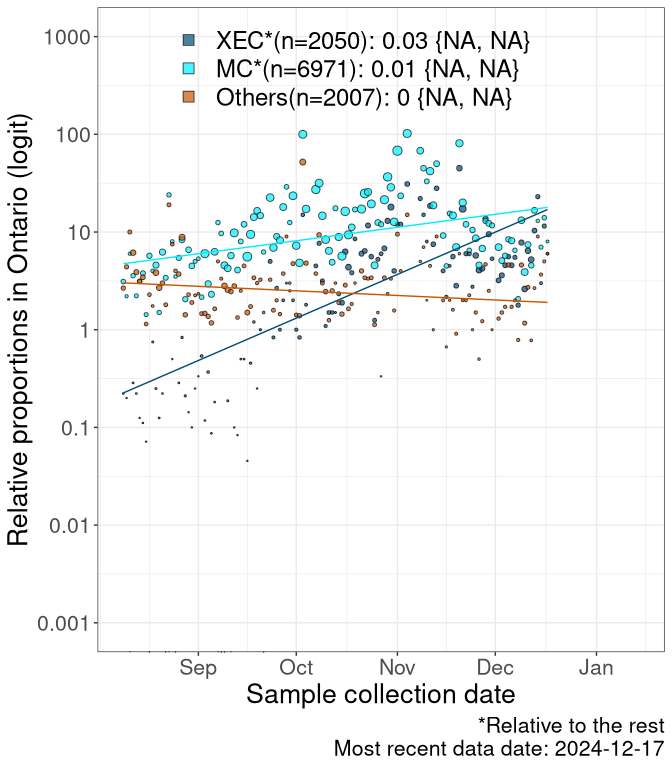 XEC*(n=2050): 0.03 {NA, NA}
MC*(n=6971): 0.01 {NA, NA}
Others(n=2007): 0 {NA, NA}
Relative proportions in Ontario (logit)
1000
100
10
1
0.1
0.01
0.001
Sep Oct Nov Dec Jan
Sample collection date
*Relative to the rest
Most recent data date: 2024-12-17